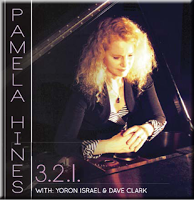 PAMELA HINES
3.2.1.
WITH: YORON ISRAEL & DAVE CLARK